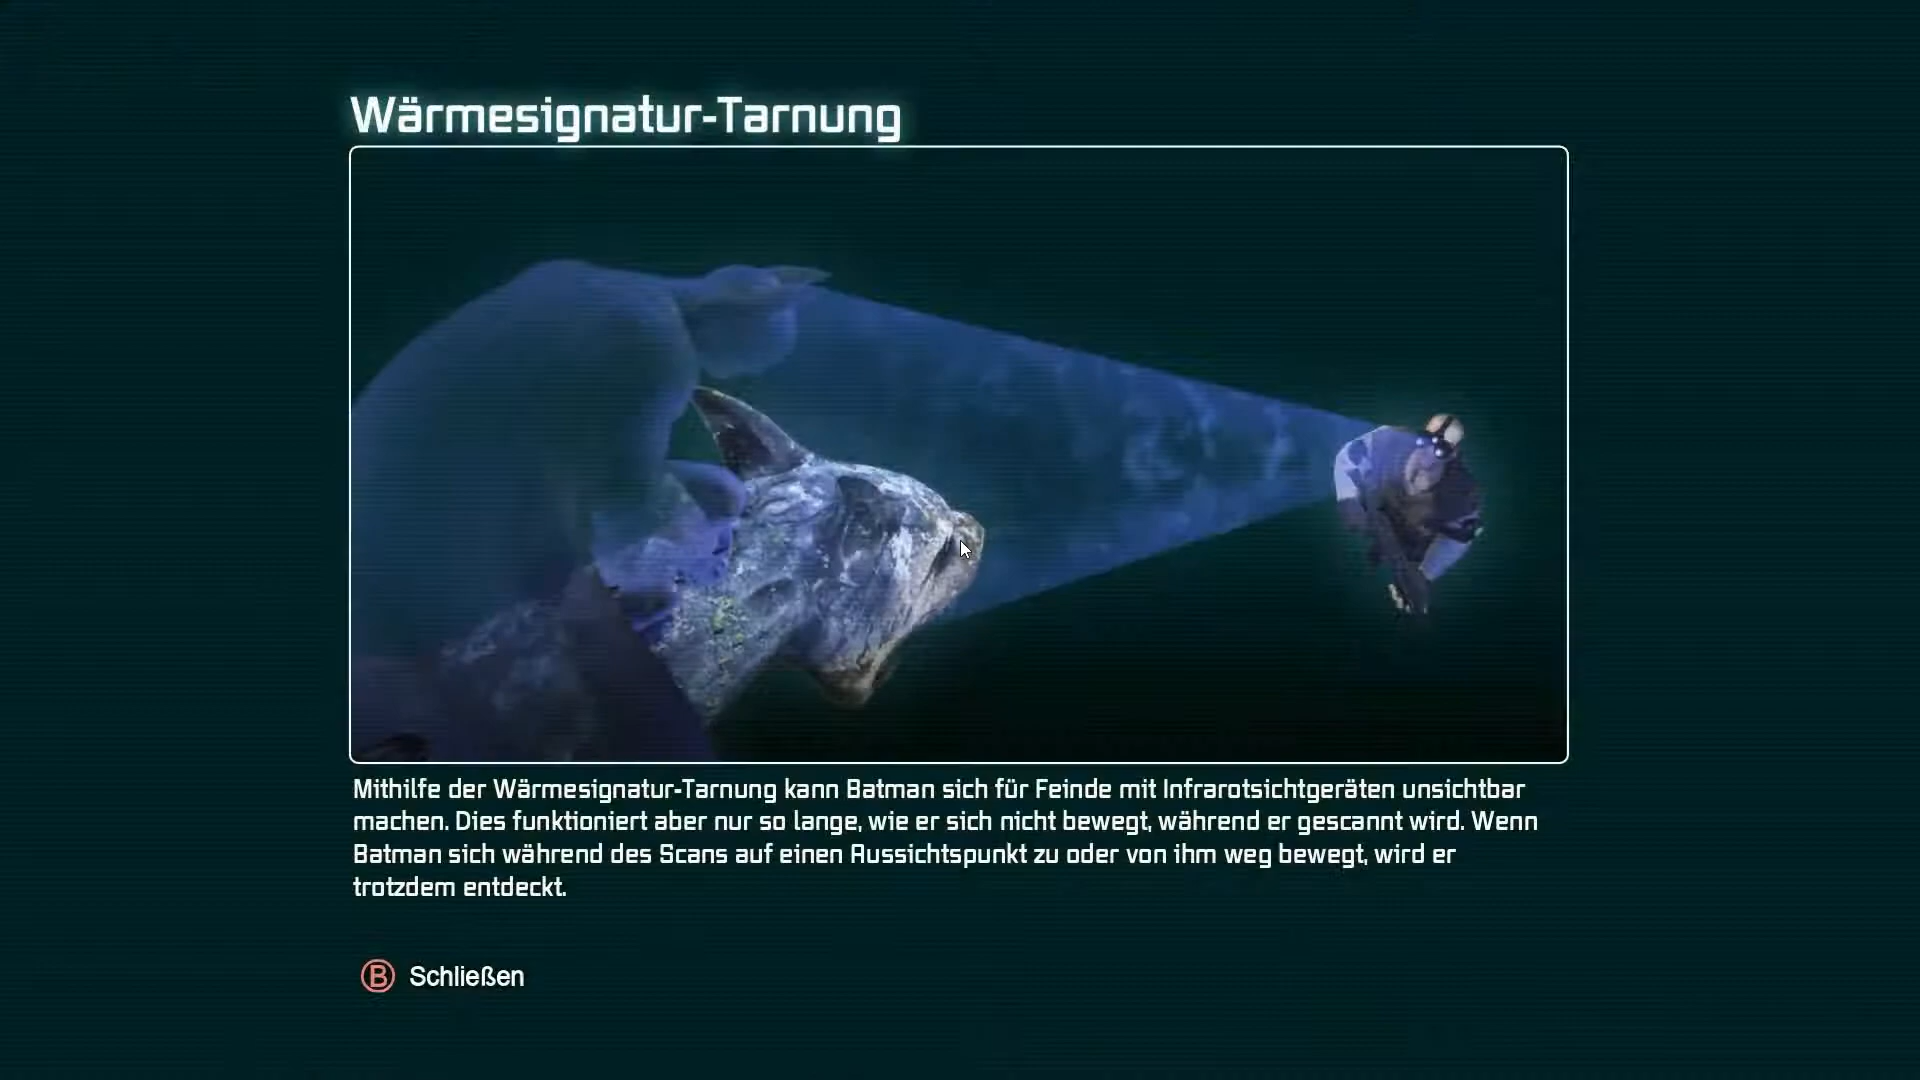 Wärmesignatur-Tarnung
Mithilfe der Wärmesignatur-Tarnung kann Batman sich für Feinde mit Infrarotsichtgeräten unsichtbar
machen. Dies funktioniert aber nur so lange, wie er sich nicht bewegt, während er gescannt wird. Wenn
Batman sich während des Scans auf einen Aussichtspunkt zu oder von ihm weg bewegt, wird er
trotzdem entdeckt.
B Schließen